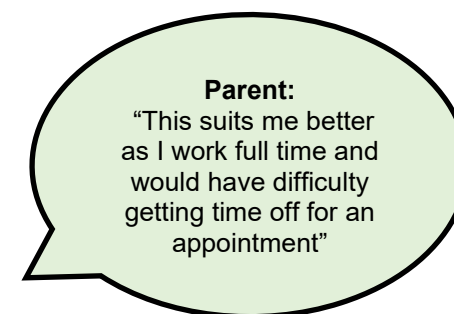 Parent:
“This suits me better
as I work full time and
would have difficulty
getting time off for an
appointment”